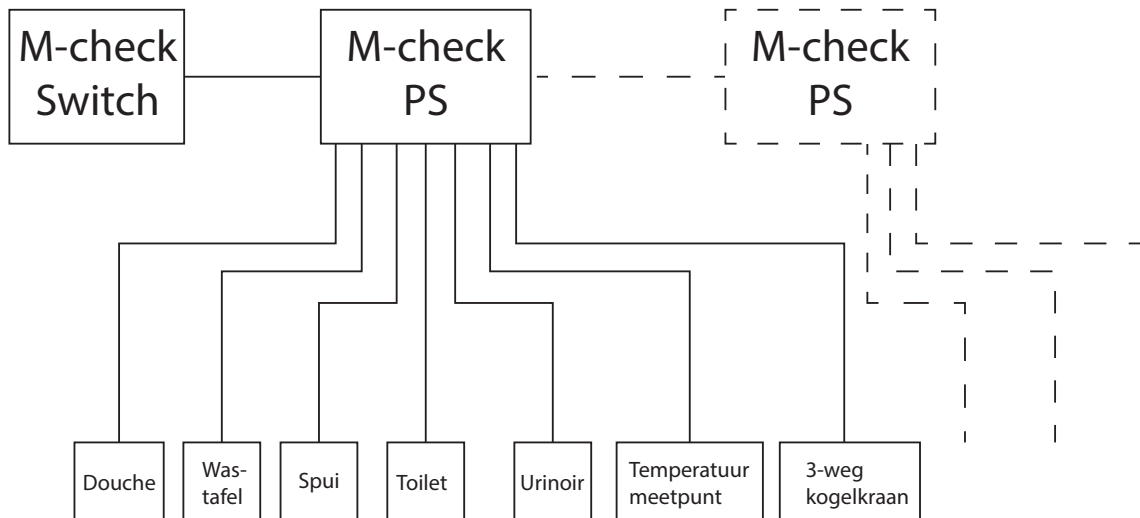 M-check
Switch
M-check
PS
M-check
PS
Douche
Was-
tafel
Spui
Toilet
Urinoir
Temperatuur
meetpunt
3-weg
kogelkraan